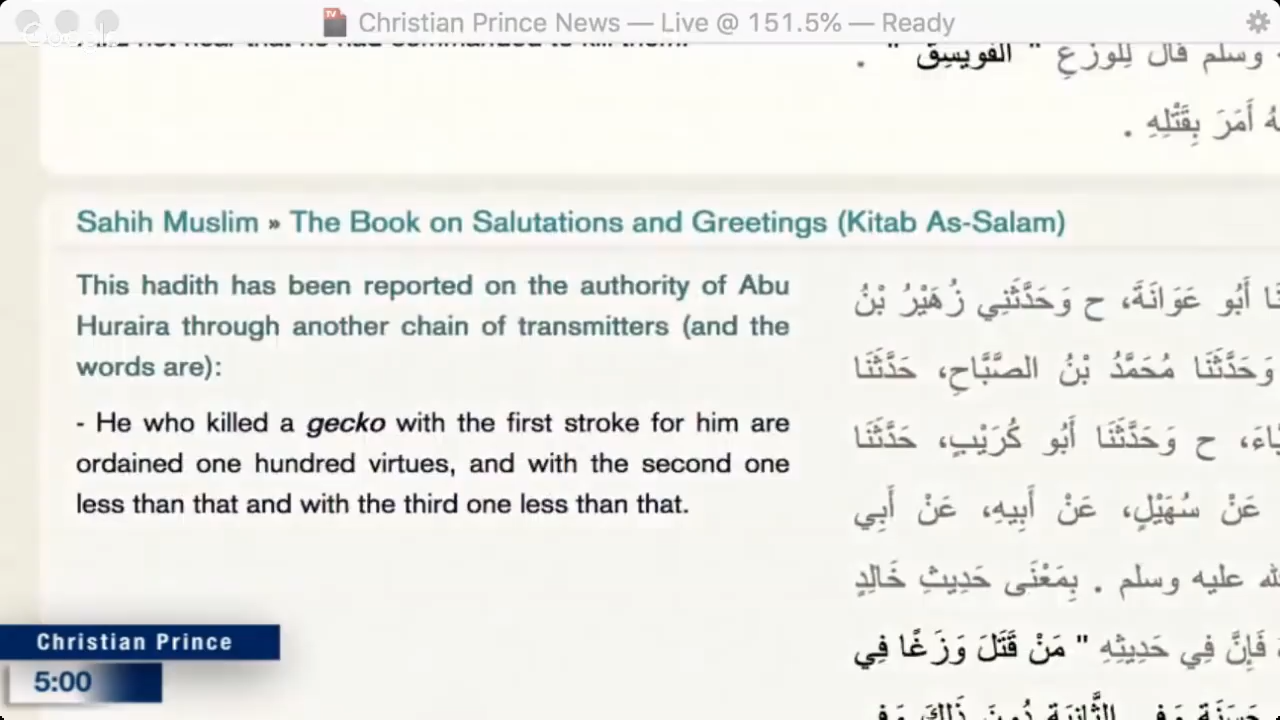 Christian Prince News — Live @ 151.5% — Ready
Google
وسلم قال لِلْوَزَغِ " الفويسق " .
أَمَرَ بِقَتْلِهِ .
Sahih Muslim » The Book on Salutations and Greetings (Kitab As-Salam)
This hadith has been reported on the authority of Abu
Huraira through another chain of transmitters (and the
words are):
- He who killed a gecko with the first stroke for him are
ordained one hundred virtues, and with the second one
less than that and with the third one less than that.
أَبُو عَوَانَةَ، ح وَحَدَّثَنِي زُهَيْرُ بْنُ
وَحَدَّثَنَا مُحَمَّدُ بْنُ الصَّبَّاحِ، حَدَّثَنَا
ح وَحَدَّثَنَا أَبُو كُرَيْبٍ، حَدَّثَنَا
عَنْ سُهَيْلٍ، عَنْ أَبِيهِ، عَنْ أَبِي
عليه وسلم . بِمَعْنَى حَدِيثِ خَالِدٍ
فَإِنَّ فِي حَدِيثِهِ " مَنْ قَتَلَ وَزَغًا فِي
وَفِي الثَّانِيَةِ دُونَ ذَلِكَ وَفِي
Christian Prince
5:00